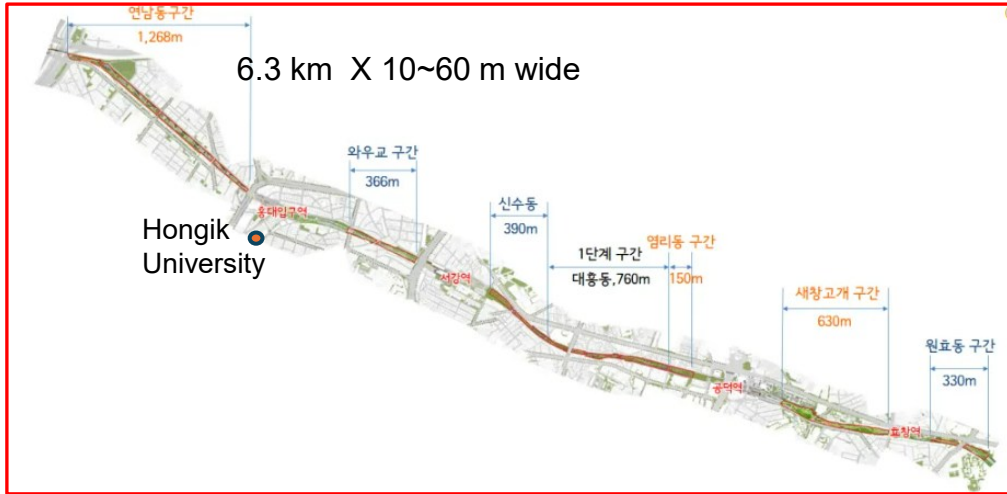 연남동구간
1,268m
6.3 km X 10~60 m wide
와우교 구간
366m
홍대입구역
Hongik
University
신수동
390m
서강역
1단계 구간
대흥동,760m
염리동 구간
150m
공덕역
새창고개 구간
630m
효창역
원효동 구간
330m